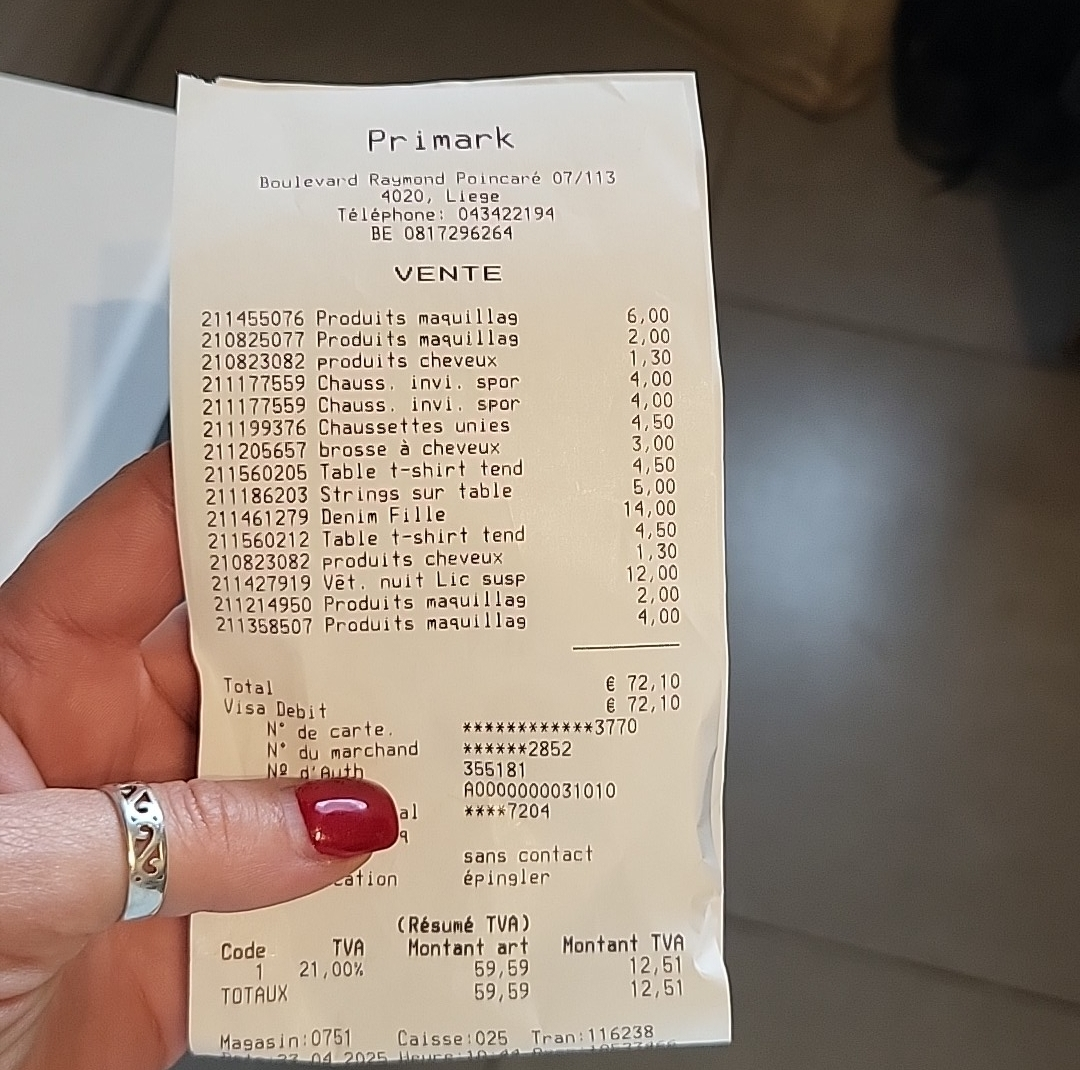 Primark
Boulevard Raymond Poincaré 07/113
4020, Liege
Téléphone: 043422194
BE 0817296264
VENTE
211455076 Produits maquillag 6,00
210825077 Produits maquillag 2,00
210823082 produits cheveux 1,30
211177559 Chauss. invi. spor 4,00
211177559 Chauss. invi. spor 4,00
211199376 Chaussettes unies 4,50
211205657 brosse à cheveux 3,00
211560205 Table t-shirt tend 4,50
211186203 Strings sur table 5,00
211461279 Denim Fille 14,00
211560212 Table t-shirt tend 4,50
210823082 produits cheveux 1,30
211427919 Vêt. nuit Lic susp 12,00
211214950 Produits maquillag 2,00
211358507 Produits maquillag 4,00
Total € 72,10
Visa Debit € 72,10
N° de carte. ************3770
N° du marchand ******2852
Nº d'Auth 355181
A0000000031010
al ****7204
q
sans contact
cation épingler
(Résumé TVA)
Code TVA Montant art Montant TVA
1 21,00% 59,59 12,51
TOTAUX 59,59 12,51
Magasin:0751 Caisse:025 Tran:116238
04 2025